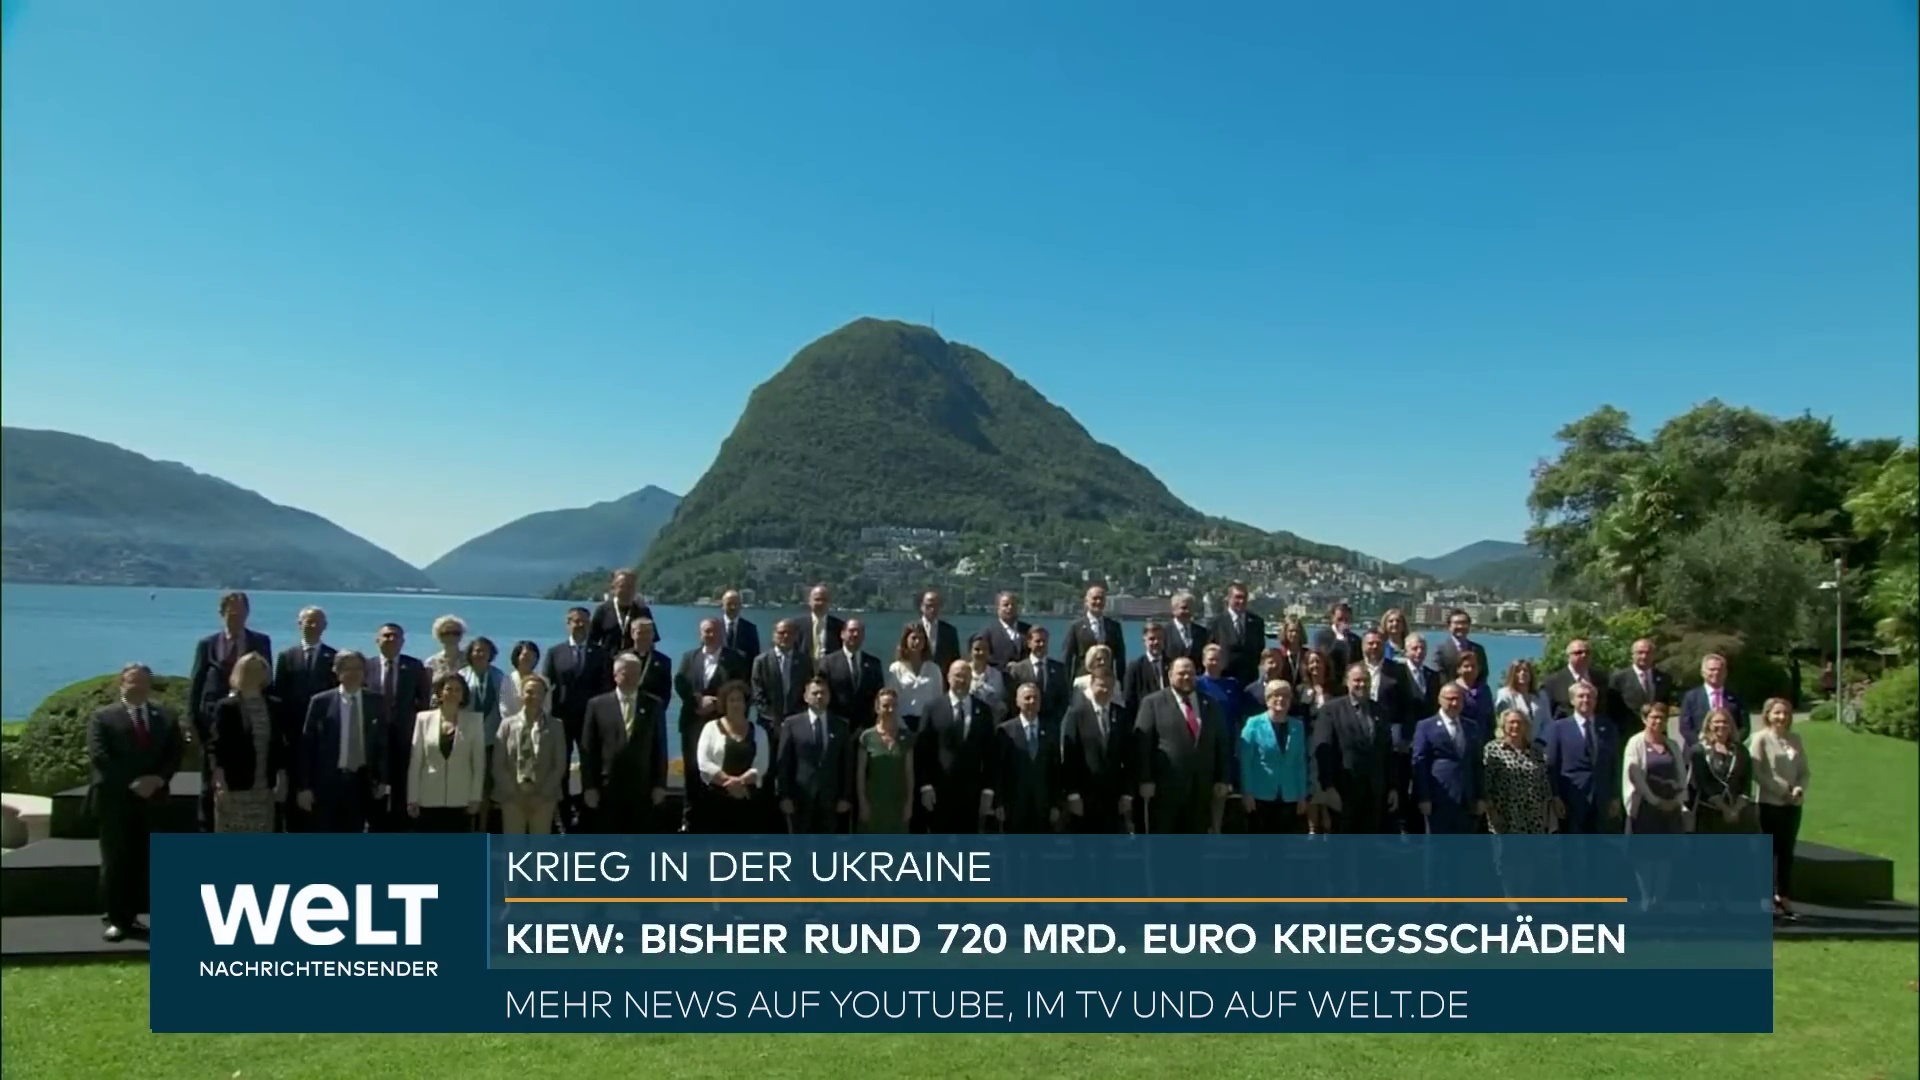 KRIEG IN DER UKRAINE
WELT
NACHRICHTENSENDER
KIEW: BISHER RUND 720 MRD. EURO KRIEGSSCHÄDEN
MEHR NEWS AUF YOUTUBE, IM TV UND AUF WELT.DE